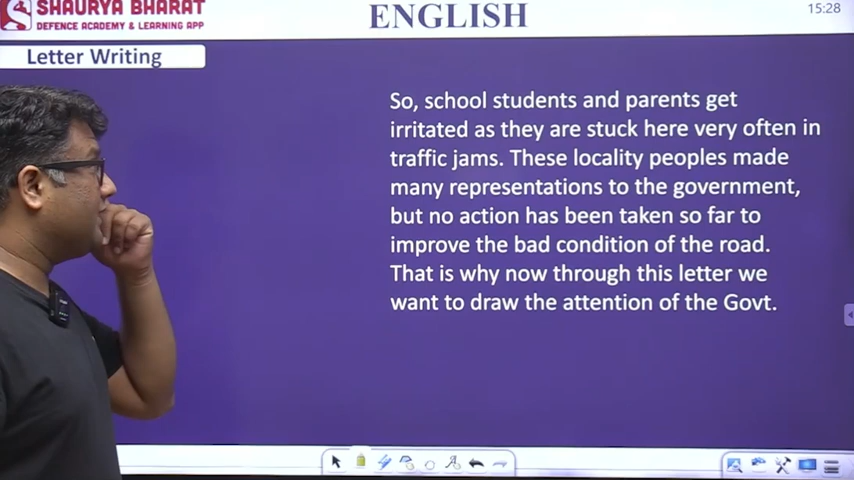 SHAURYA BHARAT
DEFENCE ACADEMY & LEARNING APP
ENGLISH
15:28
Letter Writing
So, school students and parents get
irritated as they are stuck here very often in
traffic jams. These locality peoples made
many representations to the government,
but no action has been taken so far to
improve the bad condition of the road.
That is why now through this letter we
want to draw the attention of the Govt.